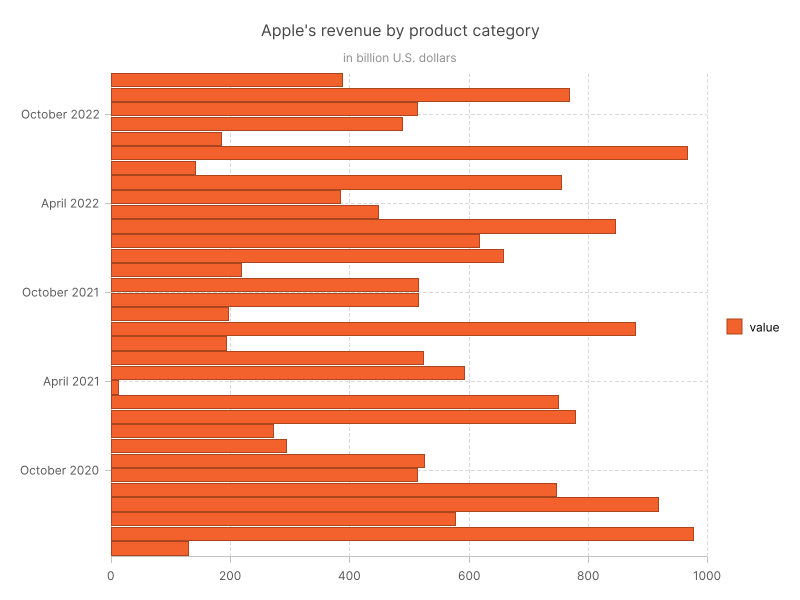 Apple's revenue by product category
in billion U.S. dollars
October 2022
April 2022
October 2021
April 2021
October 2020
0 200 400 600 800 1000
value